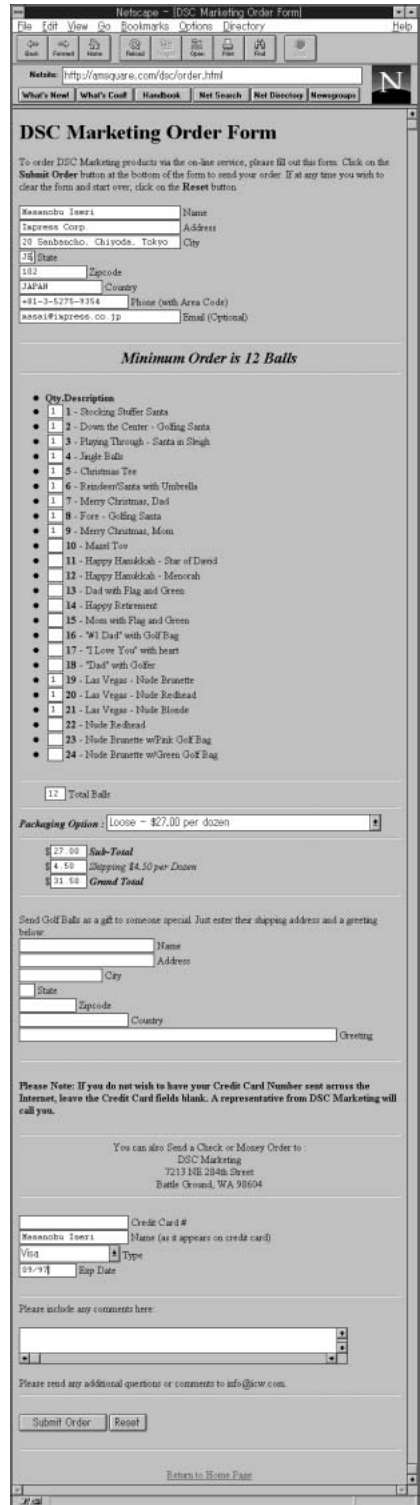 Netscape - [DSC Marketing Order Form]
File Edit View Go Bookmarks Options Directory Help
Back Forward Home Reload Open Print Find
Netsite: http://amsquare.com/dsc/order.html
What's New! What's Cool! Handbook Net Search Net Directory Newsgroups
N
DSC Marketing Order Form
To order DSC Marketing products via the on-line service, please fill out this form. Click on the
Submit Order button at the bottom of the form to send your order. If at any time you wish to
clear the form and start over, click on the Reset button.
Masanobu Iseri Name
Impress Corp. Address
20 Sanbancho, Chiyoda, Tokyo City
State
102 Zipcode
JAPAN Country
+81-3-5275-9354 Phone (with Area Code)
masai@impress.co.jp Email (Optional)
Minimum Order is 12 Balls
Qty.Description
1 1 - Stocking Stuffer Santa
1 2 - Down the Center - Golfing Santa
1 3 - Playing Through - Santa in Sleigh
1 4 - Jingle Balls
1 5 - Christmas Tee
1 6 - Reindeer/Santa with Umbrella
1 7 - Merry Christmas, Dad
1 8 - Fore - Golfing Santa
1 9 - Merry Christmas, Mom
10 - Mazel Tov
11 - Happy Hanukkah - Star of David
12 - Happy Hanukkah - Menorah
13 - Dad with Flag and Green
14 - Happy Retirement
15 - Mom with Flag and Green
16 - "#1 Dad" with Golf Bag
17 - "I Love You" with heart
18 - "Dad" with Golfer
1 19 - Las Vegas - Nude Brunette
1 20 - Las Vegas - Nude Redhead
1 21 - Las Vegas - Nude Blonde
22 - Nude Redhead
23 - Nude Brunette w/Pink Golf Bag
24 - Nude Brunette w/Green Golf Bag
12 Total Balls
Packaging Option : Loose - $27.00 per dozen
$ 27.00 Sub-Total
$ 4.50 Shipping $4.50 per Dozen
$ 31.50 Grand Total
Send Golf Balls as a gift to someone special. Just enter their shipping address and a greeting
below.
Name
Address
City
State
Zipcode
Country
Greeting
Please Note: If you do not wish to have your Credit Card Number sent across the
Internet, leave the Credit Card fields blank. A representative from DSC Marketing will
call you.
You can also Send a Check or Money Order to :
DSC Marketing
7213 NE 284th Street
Battle Ground, WA 98604
Credit Card #
Masanobu Iseri Name (as it appears on credit card)
Visa Type
09/97 Exp Date
Please include any comments here:
Please send any additional questions or comments to info@icw.com.
Submit Order Reset
Return to Home Page